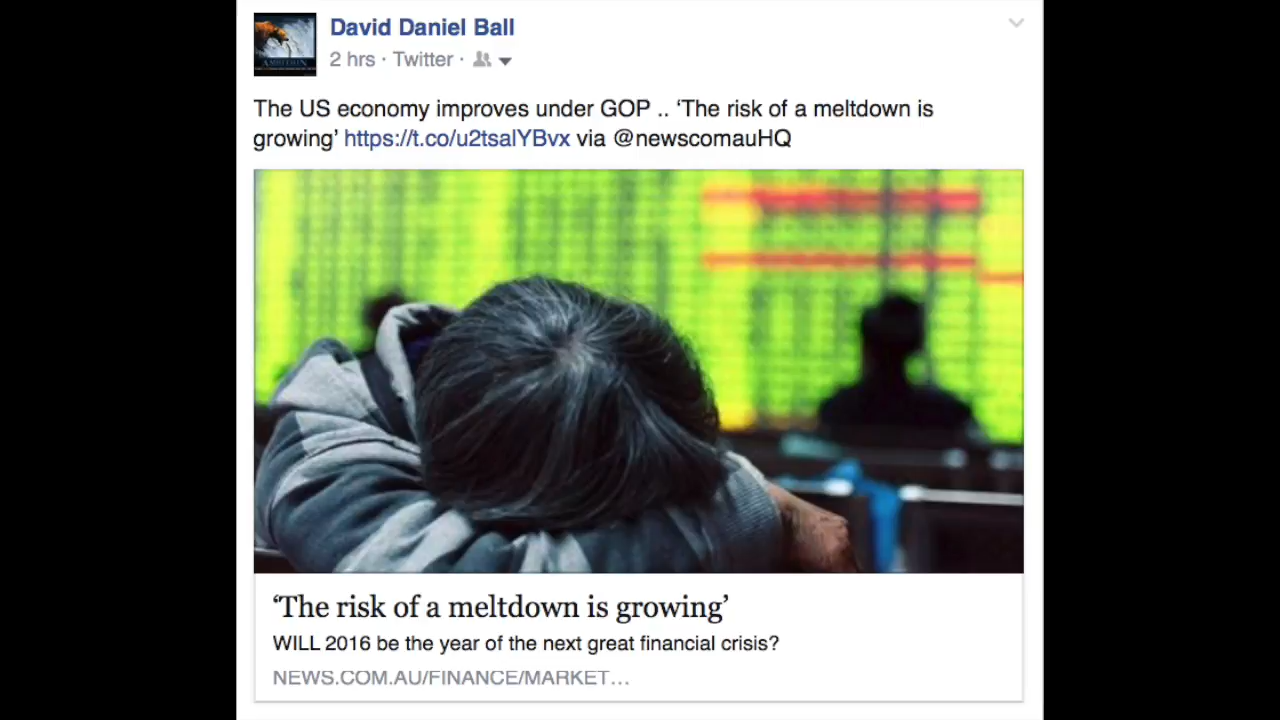 David Daniel Ball
2 hrs · Twitter ·
The US economy improves under GOP .. ‘The risk of a meltdown is
growing’ https://t.co/u2tsalYBvx via @newscomauHQ
‘The risk of a meltdown is growing’
WILL 2016 be the year of the next great financial crisis?
NEWS.COM.AU/FINANCE/MARKET…